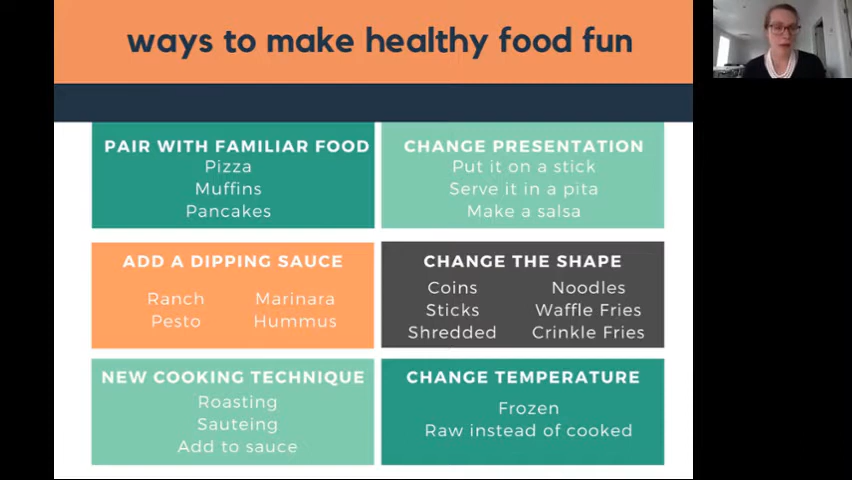 ways to make healthy food fun
PAIR WITH FAMILIAR FOOD
Pizza
Muffins
Pancakes
CHANGE PRESENTATION
Put it on a stick
Serve it in a pita
Make a salsa
ADD A DIPPING SAUCE
Ranch Marinara
Pesto Hummus
CHANGE THE SHAPE
Coins Noodles
Sticks Waffle Fries
Shredded Crinkle Fries
NEW COOKING TECHNIQUE
Roasting
Sauteing
Add to sauce
CHANGE TEMPERATURE
Frozen
Raw instead of cooked